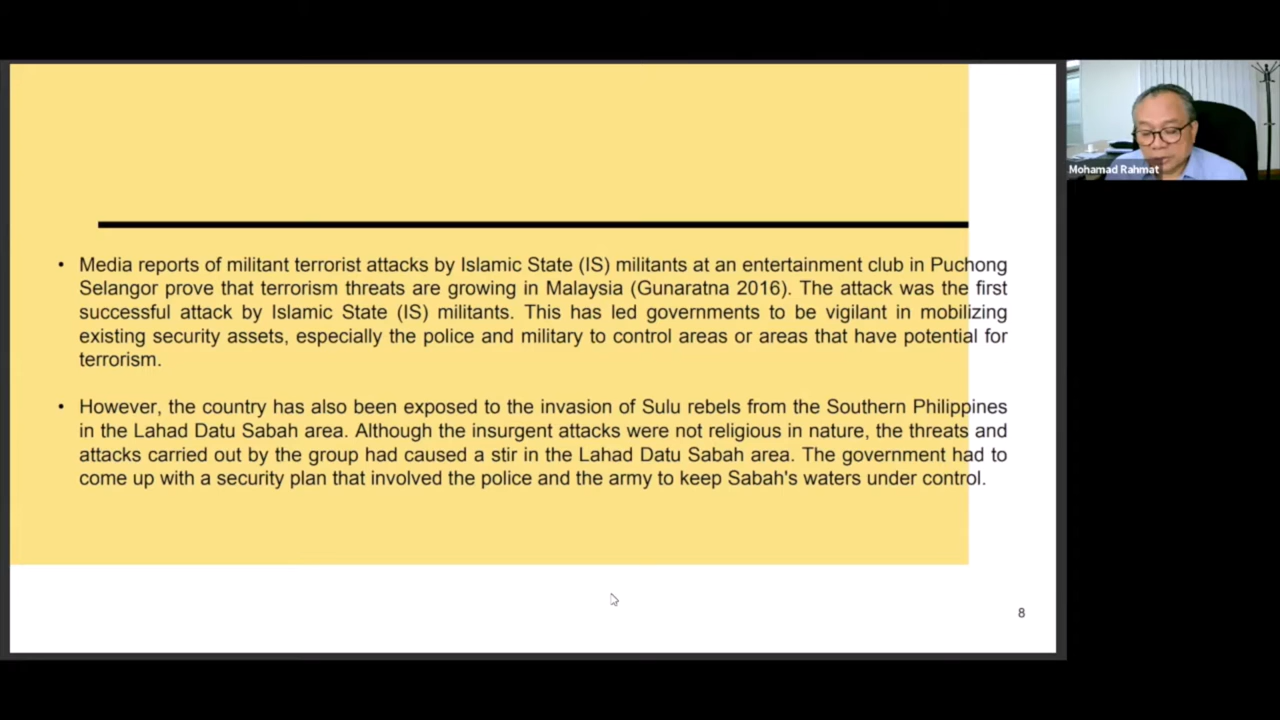 • Media reports of militant terrorist attacks by Islamic State (IS) militants at an entertainment club in Puchong
Selangor prove that terrorism threats are growing in Malaysia (Gunaratna 2016). The attack was the first
successful attack by Islamic State (IS) militants. This has led governments to be vigilant in mobilizing
existing security assets, especially the police and military to control areas or areas that have potential for
terrorism.
• However, the country has also been exposed to the invasion of Sulu rebels from the Southern Philippines
in the Lahad Datu Sabah area. Although the insurgent attacks were not religious in nature, the threats and
attacks carried out by the group had caused a stir in the Lahad Datu Sabah area. The government had to
come up with a security plan that involved the police and the army to keep Sabah's waters under control.
8
Mohamad Rahmat